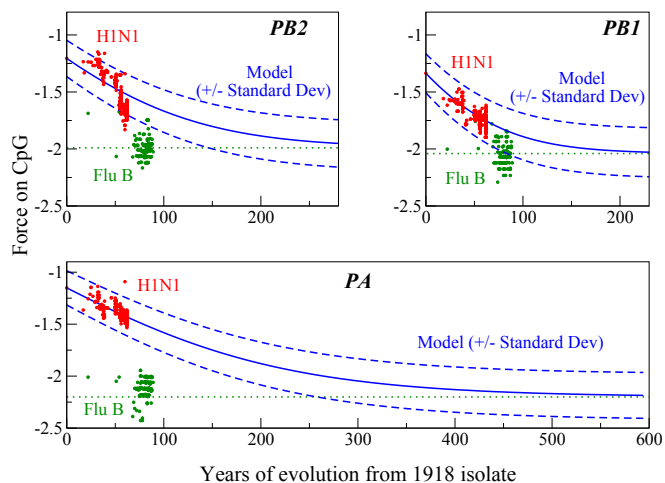 PB2
PB1
-1
H1N1
Model
(+/- Standard Dev)
-1.5
-2
Flu B
-2.5
0
100
200
-1
H1N1
Model
(+/- Standard Dev)
-1.5
-2
Flu B
-2.5
0
100
200
Force on CpG
PA
-1
H1N1
-1.5
Model (+/- Standard Dev)
-2
Flu B
-2.5
0
100
200
300
400
500
600
Years of evolution from 1918 isolate